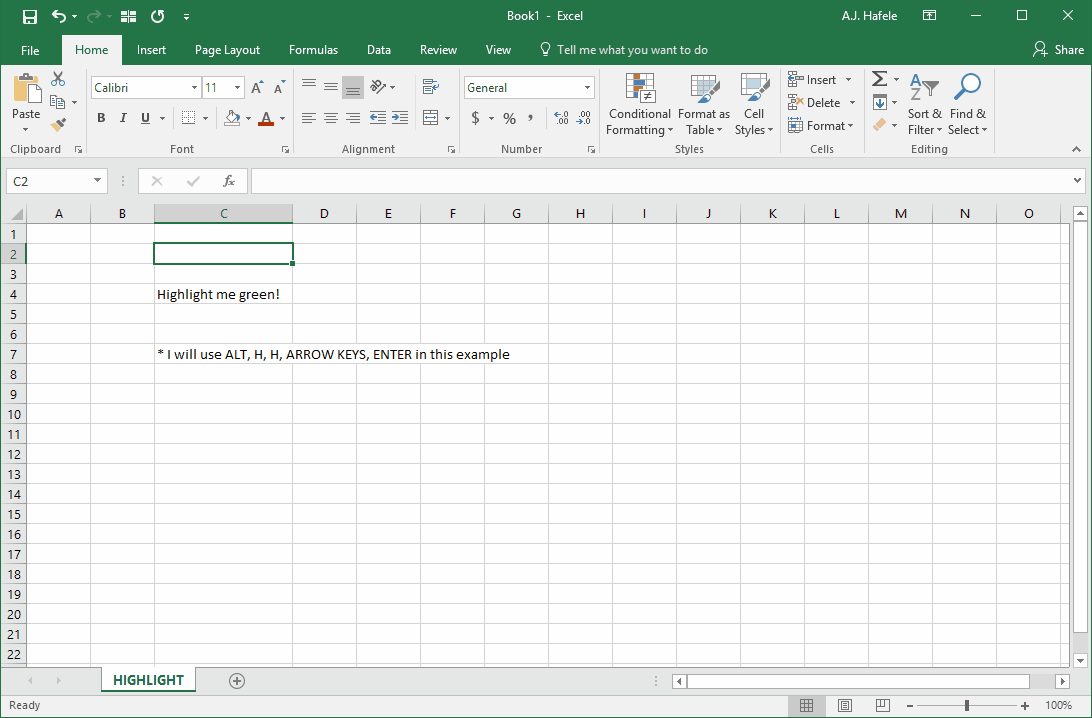 Book1 - Excel
A.J. Hafele
File Home Insert Page Layout Formulas Data Review View Tell me what you want to do Share
Calibri 11 General
Paste
B I U $ % ,
Conditional Formatting
Format as Table
Cell Styles
Insert
Delete
Format
Σ
Sort & Filter
Find & Select
Clipboard Font Alignment Number Styles Cells Editing
C2 fx
A B C D E F G H I J K L M N O
1
2
3
4 Highlight me green!
5
6
7 * I will use ALT, H, H, ARROW KEYS, ENTER in this example
8
9
10
11
12
13
14
15
16
17
18
19
20
21
22
HIGHLIGHT
Ready 100%